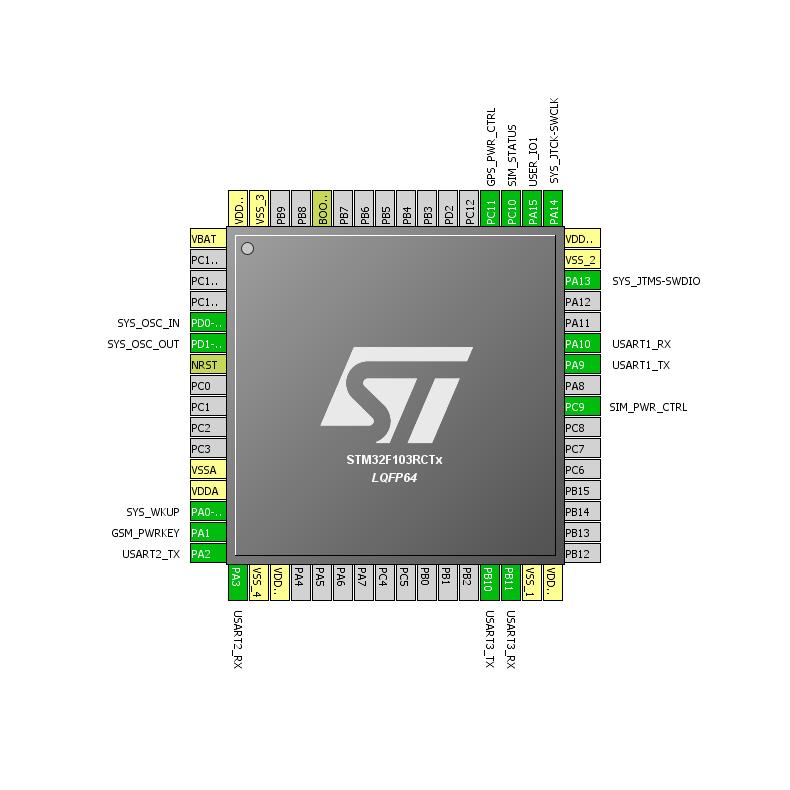 GPS_PWR_CTRL
SIM_STATUS
USER_IO1
SYS_JTCK-SWCLK
VDD..
VSS_3
PB9
PB8
BOO..
PB7
PB6
PB5
PB4
PB3
PD2
PC12
PC11
PC10
PA15
PA14
VBAT
PC1..
PC1..
PC1..
SYS_OSC_IN PD0-..
SYS_OSC_OUT PD1-..
NRST
PC0
PC1
PC2
PC3
VSSA
VDDA
SYS_WKUP PA0-..
GSM_PWRKEY PA1
USART2_TX PA2
ST
STM32F103RCTx
LQFP64
VDD..
VSS_2
PA13 SYS_JTMS-SWDIO
PA12
PA11
PA10 USART1_RX
PA9 USART1_TX
PA8
PC9 SIM_PWR_CTRL
PC8
PC7
PC6
PB15
PB14
PB13
PB12
PA3
VSS_4
VDD..
PA4
PA5
PA6
PA7
PC4
PC5
PB0
PB1
PB2
PB10
PB11
VSS_1
VDD..
USART2_RX
USART3_TX
USART3_RX